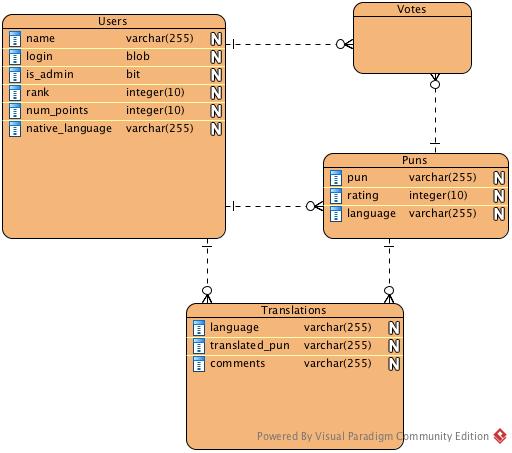 Users
name varchar(255) N
login blob N
is_admin bit N
rank integer(10) N
num_points integer(10) N
native_language varchar(255) N
Votes
Puns
pun varchar(255) N
rating integer(10) N
language varchar(255) N
Translations
language varchar(255) N
translated_pun varchar(255) N
comments varchar(255) N
Powered By Visual Paradigm Community Edition